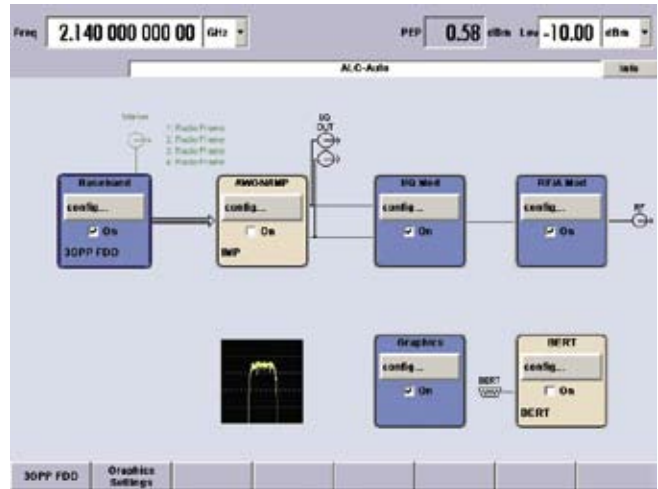 Freq 2.140 000 000 00 GHz PEP 0.58 dBm Lev -10.00 dBm
ALC-Auto Info
Marker
1: Radio Frame
2: Radio Frame
3: Radio Frame
4: Radio Frame
I/Q
OUT
Baseband AWGN/IMP I/Q Mod RF/A Mod
config... config... config... config... RF
On On On On
3GPP FDD IMP
Graphics BERT
config... config...
On BERT On
BERT
3GPP FDD Graphics
Settings